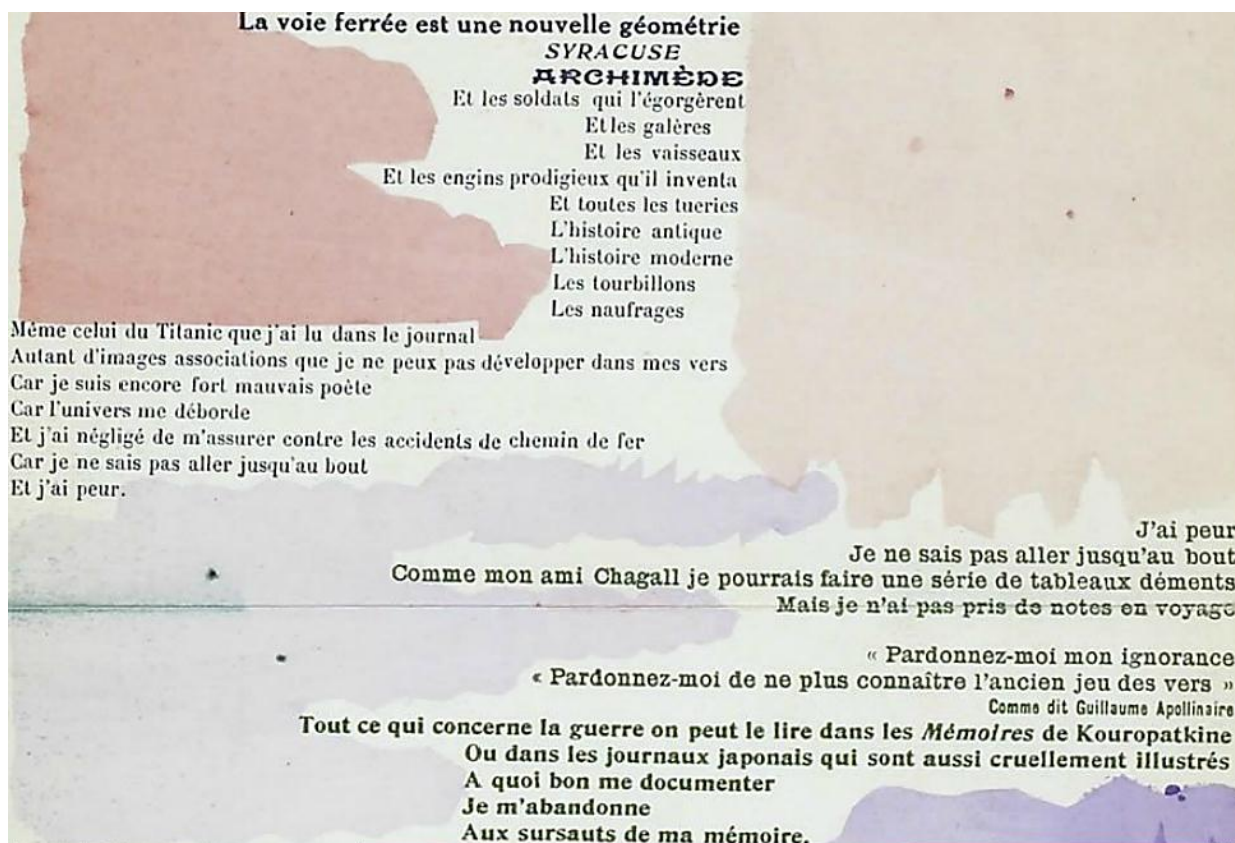 La voie ferrée est une nouvelle géométrie
SYRACUSE
ARCHIMÈDE
Et les soldats qui l'égorgèrent
Et les galères
Et les vaisseaux
Et les engins prodigieux qu'il inventa
Et toutes les tueries
L'histoire antique
L'histoire moderne
Les tourbillons
Les naufrages
Même celui du Titanic que j'ai lu dans le journal
Autant d'images associations que je ne peux pas développer dans mes vers
Car je suis encore fort mauvais poète
Car l'univers me déborde
Et j'ai négligé de m'assurer contre les accidents de chemin de fer
Car je ne sais pas aller jusqu'au bout
Et j'ai peur.
J'ai peur
Je ne sais pas aller jusqu'au bout
Comme mon ami Chagall je pourrais faire une série de tableaux déments
Mais je n'ai pas pris de notes en voyage
« Pardonnez-moi mon ignorance
« Pardonnez-moi de ne plus connaître l'ancien jeu des vers »
Comme dit Guillaume Apollinaire
Tout ce qui concerne la guerre on peut le lire dans les Mémoires de Kouropatkine
Ou dans les journaux japonais qui sont aussi cruellement illustrés
A quoi bon me documenter
Je m'abandonne
Aux sursauts de ma mémoire.